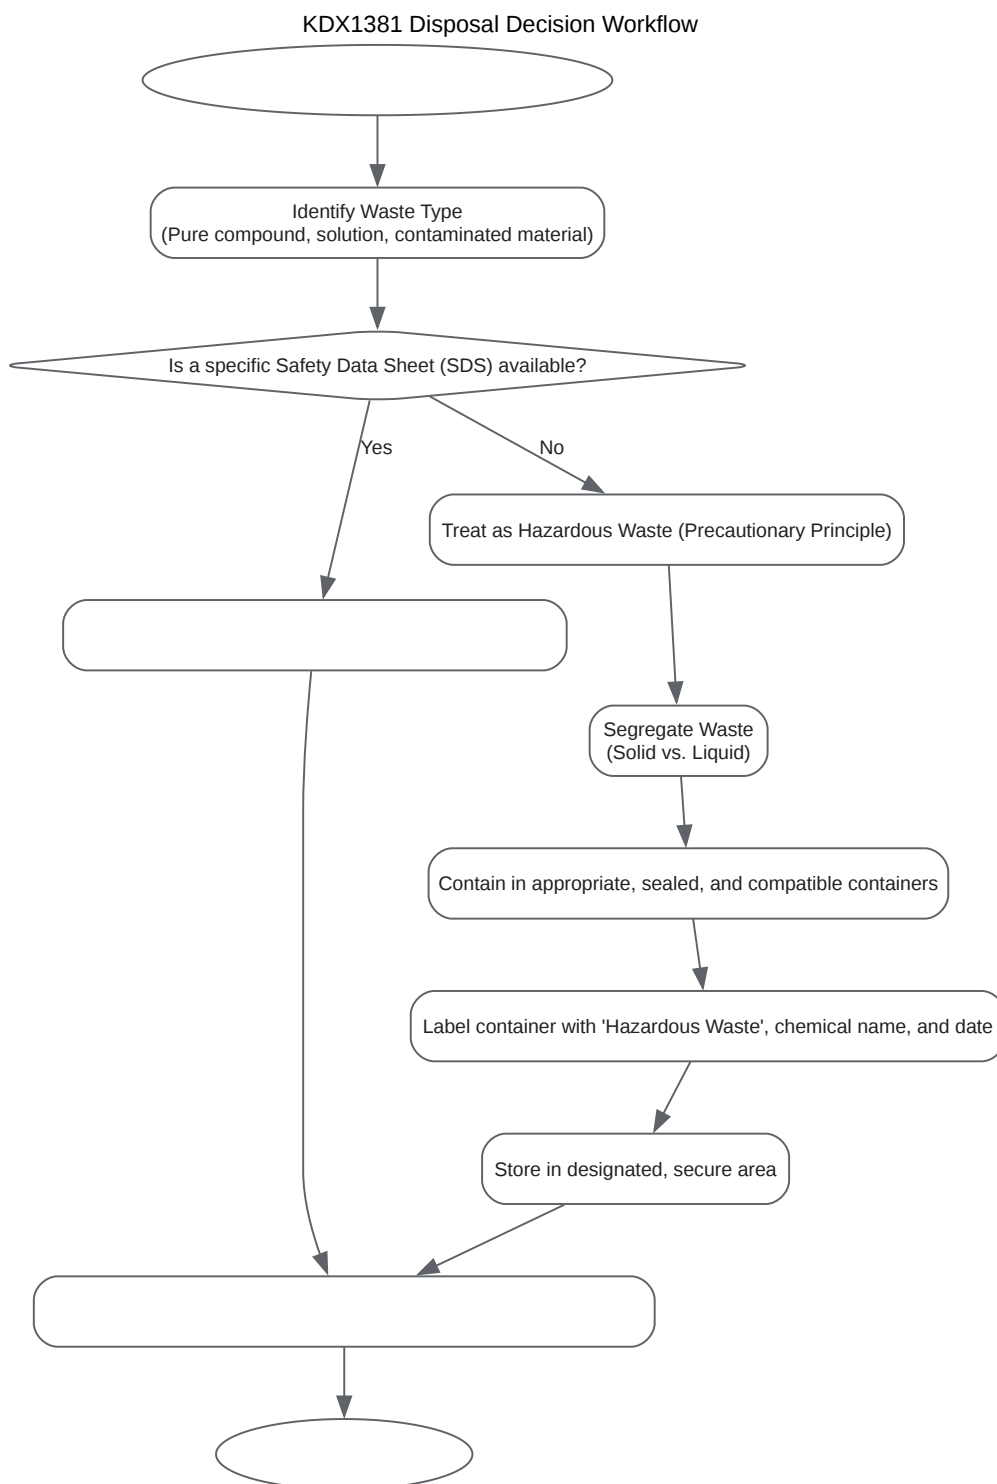 KDX1381 Disposal Decision Workflow
Identify Waste Type
(Pure compound, solution, contaminated material)
Is a specific Safety Data Sheet (SDS) available?
Yes
No
Treat as Hazardous Waste (Precautionary Principle)
Segregate Waste
(Solid vs. Liquid)
Contain in appropriate, sealed, and compatible containers
Label container with 'Hazardous Waste', chemical name, and date
Store in designated, secure area